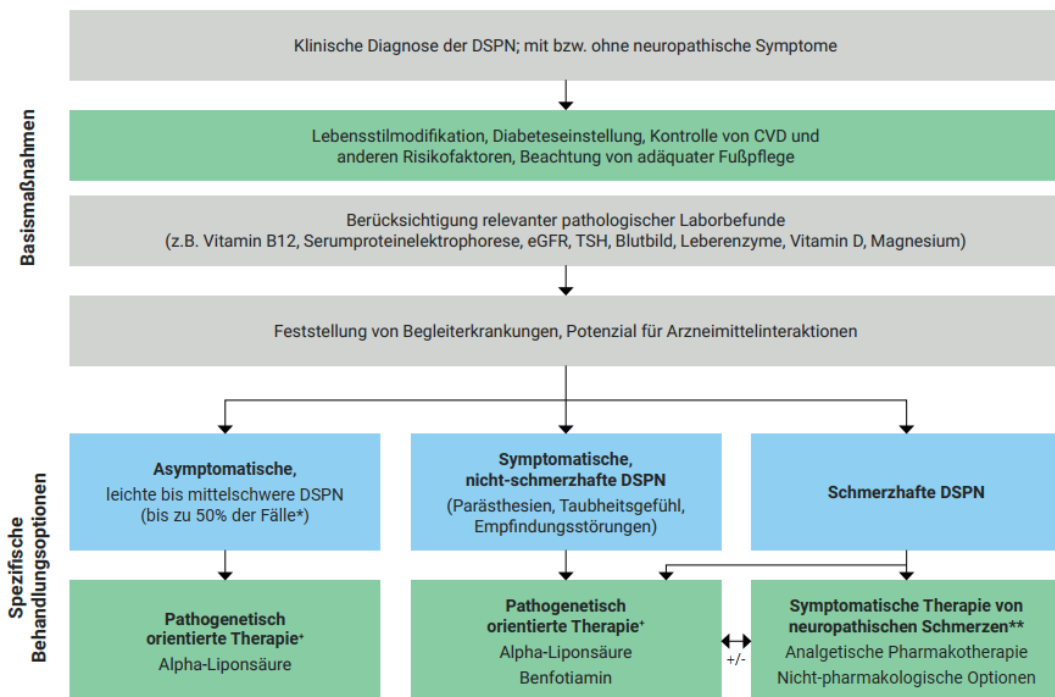 Klinische Diagnose der DSPN; mit bzw. ohne neuropathische Symptome
Basismaßnahmen
Lebensstilmodifikation, Diabeteseinstellung, Kontrolle von CVD und
anderen Risikofaktoren, Beachtung von adäquater Fußpflege
Berücksichtigung relevanter pathologischer Laborbefunde
(z.B. Vitamin B12, Serumproteinelektrophorese, eGFR, TSH, Blutbild, Leberenzyme, Vitamin D, Magnesium)
Feststellung von Begleiterkrankungen, Potenzial für Arzneimittelinteraktionen
Spezifische
Behandlungsoptionen
Asymptomatische,
leichte bis mittelschwere DSPN
(bis zu 50% der Fälle*)
Symptomatische,
nicht-schmerzhafte DSPN
(Parästhesien, Taubheitsgefühl,
Empfindungsstörungen)
Schmerzhafte DSPN
Pathogenetisch
orientierte Therapie⁺
Alpha-Liponsäure
Pathogenetisch
orientierte Therapie⁺
Alpha-Liponsäure
Benfotiamin
+/-
Symptomatische Therapie von
neuropathischen Schmerzen**
Analgetische Pharmakotherapie
Nicht-pharmakologische Optionen